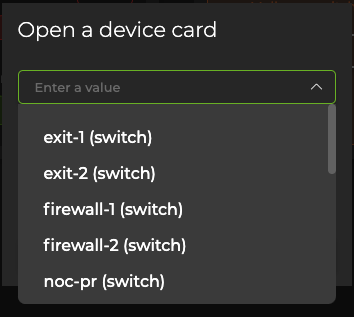 Open a device card
Enter a value
exit-1 (switch)
exit-2 (switch)
firewall-1 (switch)
firewall-2 (switch)
noc-pr (switch)